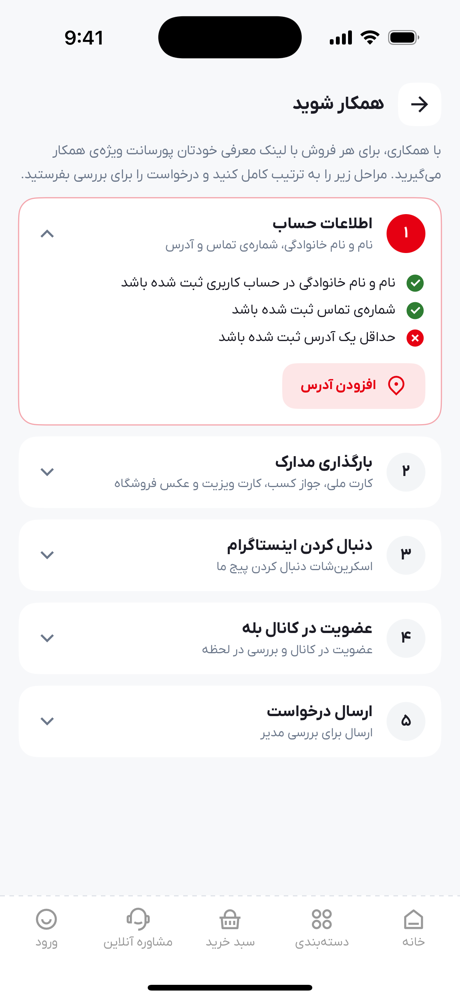 9:41
همکار شوید
با همکاری، برای هر فروش با لینک معرفی خودتان پورسانت ویژه‌ی همکار
می‌گیرید. مراحل زیر را به ترتیب کامل کنید و درخواست را برای بررسی بفرستید.
۱
اطلاعات حساب
نام و نام خانوادگی، شماره‌ی تماس و آدرس
نام و نام خانوادگی در حساب کاربری ثبت شده باشد
شماره‌ی تماس ثبت شده باشد
حداقل یک آدرس ثبت شده باشد
افزودن آدرس
۲
بارگذاری مدارک
کارت ملی، جواز کسب، کارت ویزیت و عکس فروشگاه
۳
دنبال کردن اینستاگرام
اسکرین‌شات دنبال کردن پیج ما
۴
عضویت در کانال بله
عضویت در کانال و بررسی در لحظه
۵
ارسال درخواست
ارسال برای بررسی مدیر
خانه
دسته‌بندی
سبد خرید
مشاوره آنلاین
ورود